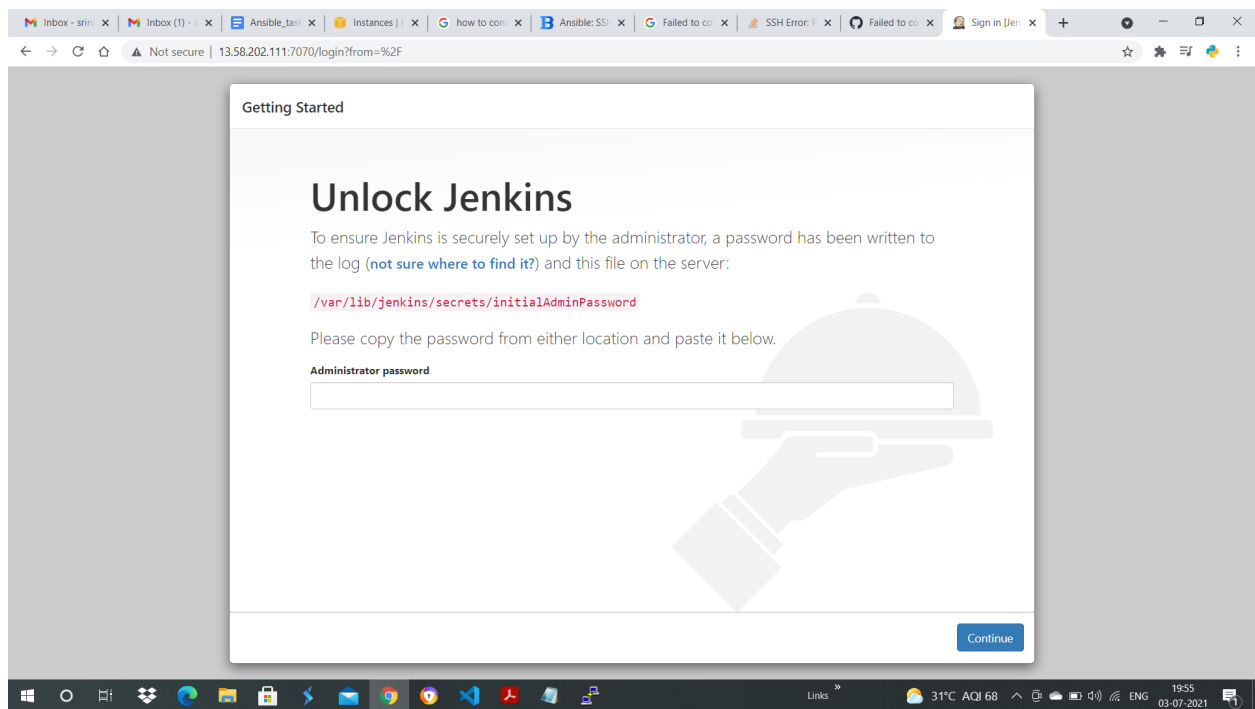 Inbox - srini
Inbox (1) - s
Ansible_tas
Instances | E
how to con
Ansible: SSH
Failed to co
SSH Error: P
Failed to co
Sign in [Jen
Not secure | 13.58.202.111:7070/login?from=%2F
Getting Started
Unlock Jenkins
To ensure Jenkins is securely set up by the administrator, a password has been written to
the log (not sure where to find it?) and this file on the server:
/var/lib/jenkins/secrets/initialAdminPassword
Please copy the password from either location and paste it below.
Administrator password
Continue
Links
31°C AQI 68
ENG
19:55
03-07-2021